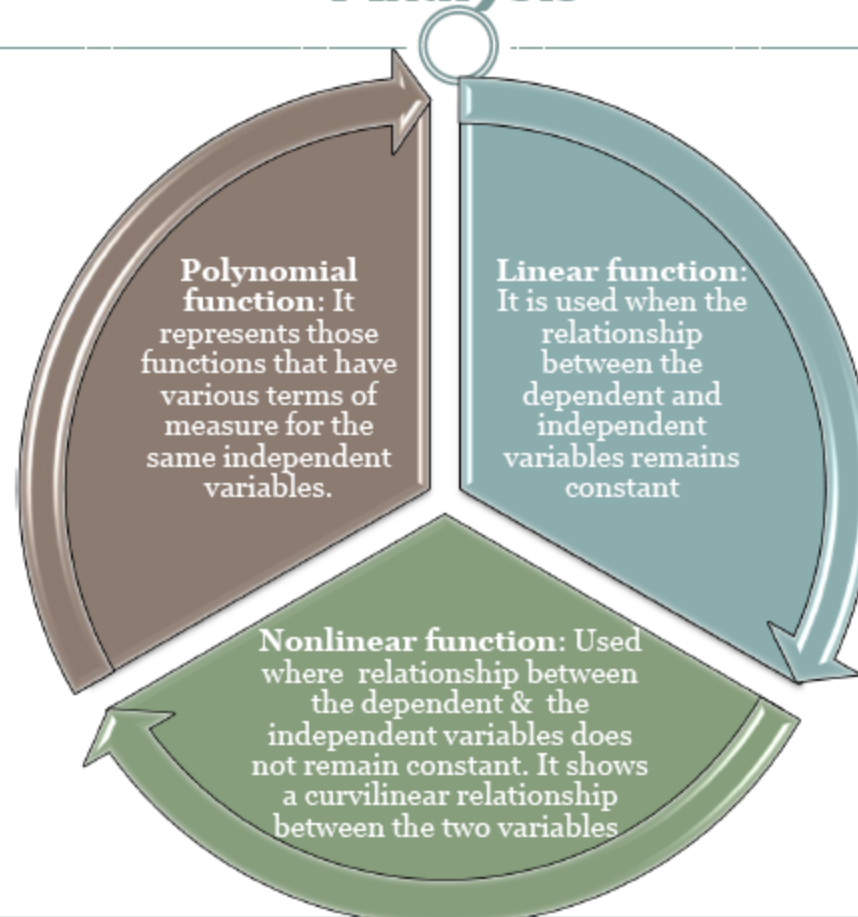 Linear function:
It is used when the
relationship
between the
dependent and
independent
variables remains
constant
Nonlinear function: Used
where relationship between
the dependent & the
independent variables does
not remain constant. It shows
a curvilinear relationship
between the two variables
Polynomial
function: It
represents those
functions that have
various terms of
measure for the
same independent
variables.